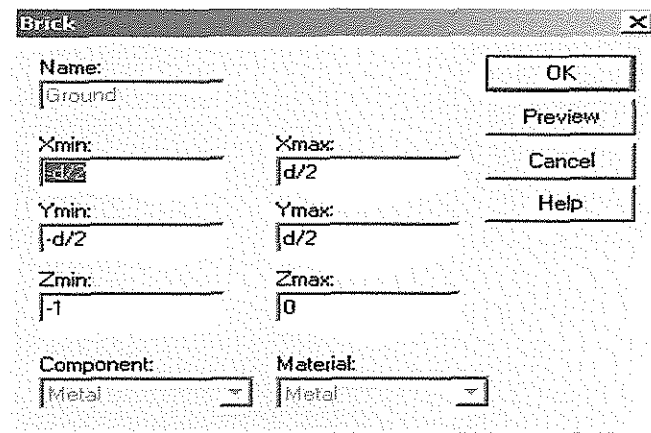 Brick
Name:
Ground
OK
Preview
Xmin:
Xmax:
Cancel
-d/2
d/2
Ymin:
Ymax:
Help
-d/2
d/2
Zmin:
Zmax:
-1
0
Component:
Material:
Metal
Metal